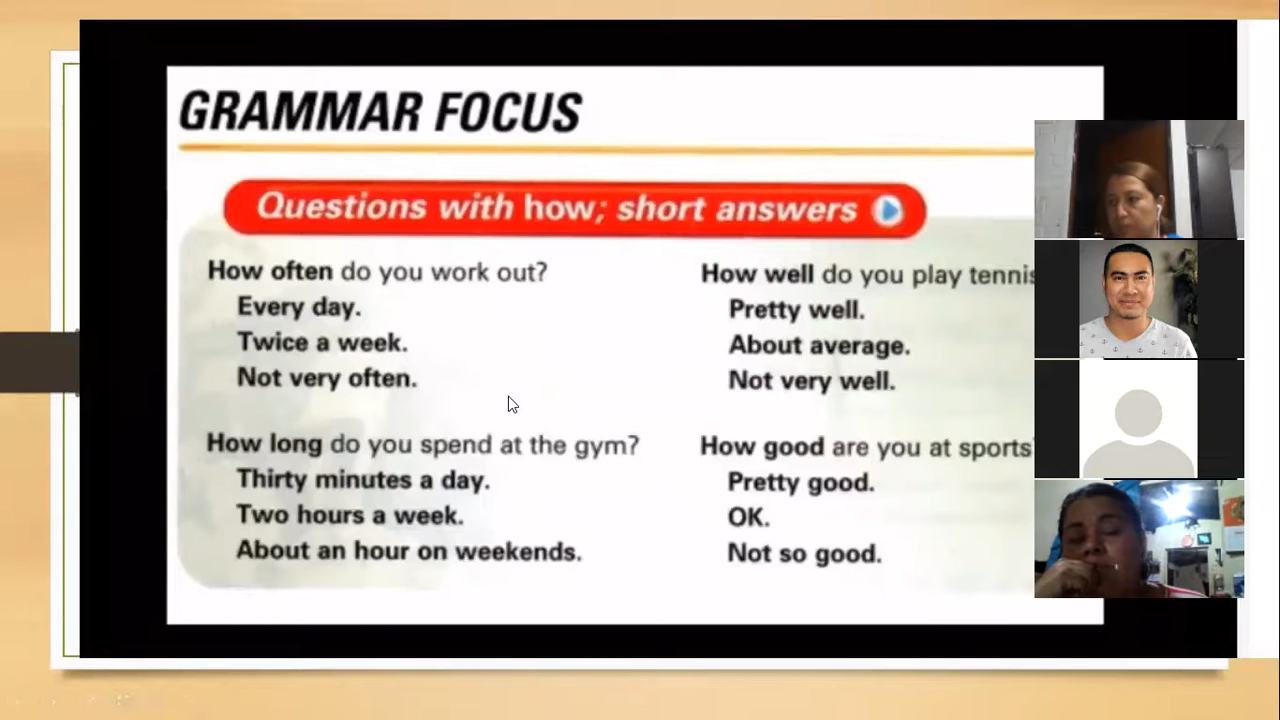 GRAMMAR FOCUS
Questions with how; short answers
How often do you work out?
Every day.
Twice a week.
Not very often.
How long do you spend at the gym?
Thirty minutes a day.
Two hours a week.
About an hour on weekends.
How well do you play tennis
Pretty well.
About average.
Not very well.
How good are you at sports
Pretty good.
OK.
Not so good.